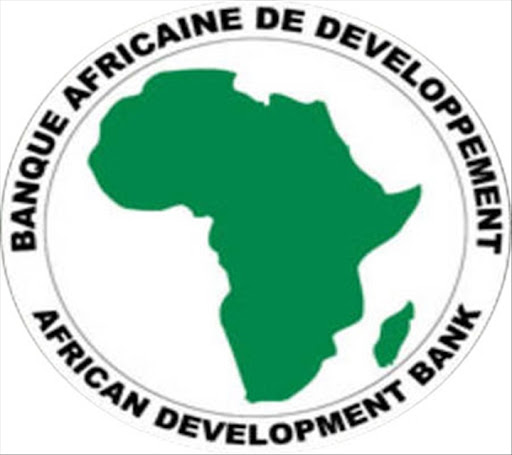 BANQUE AFRICAINE DE DEVELOPPEMENT
AFRICAN DEVELOPMENT BANK